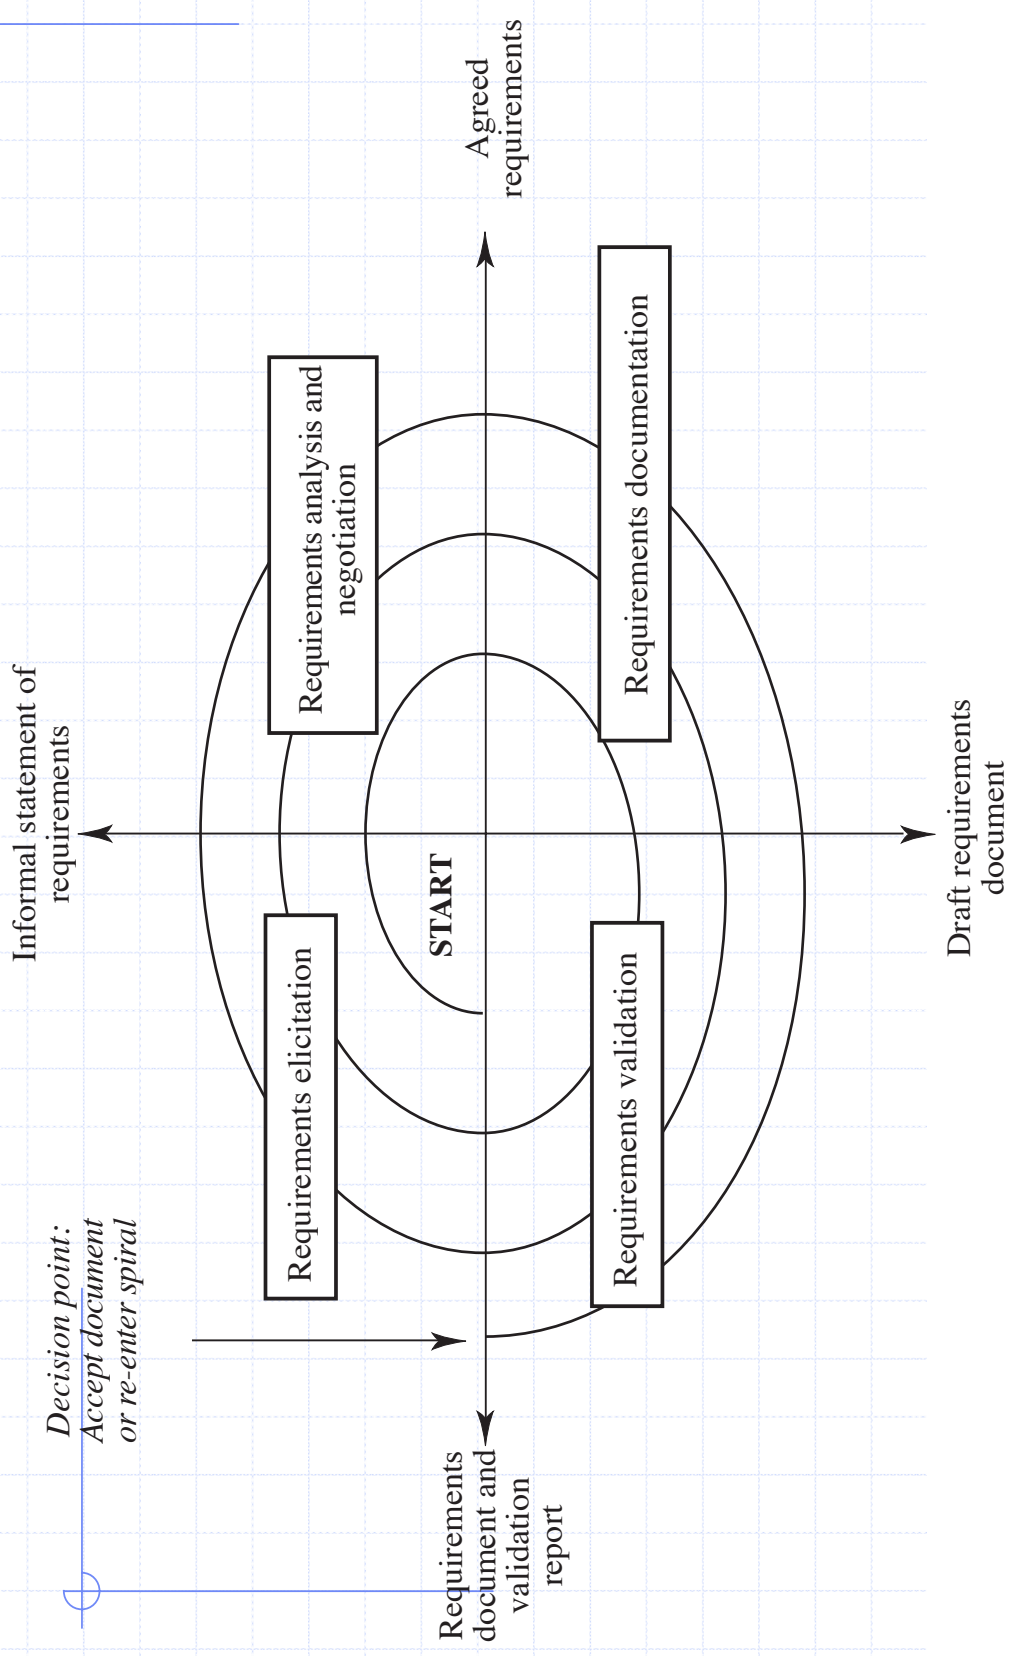 Decision point:
Accept document
or re-enter spiral
Informal statement of
requirements
Requirements elicitation
Requirements analysis and
negotiation
START
Requirements
document and
validation
report
Agreed
requirements
Requirements validation
Requirements documentation
Draft requirements
document